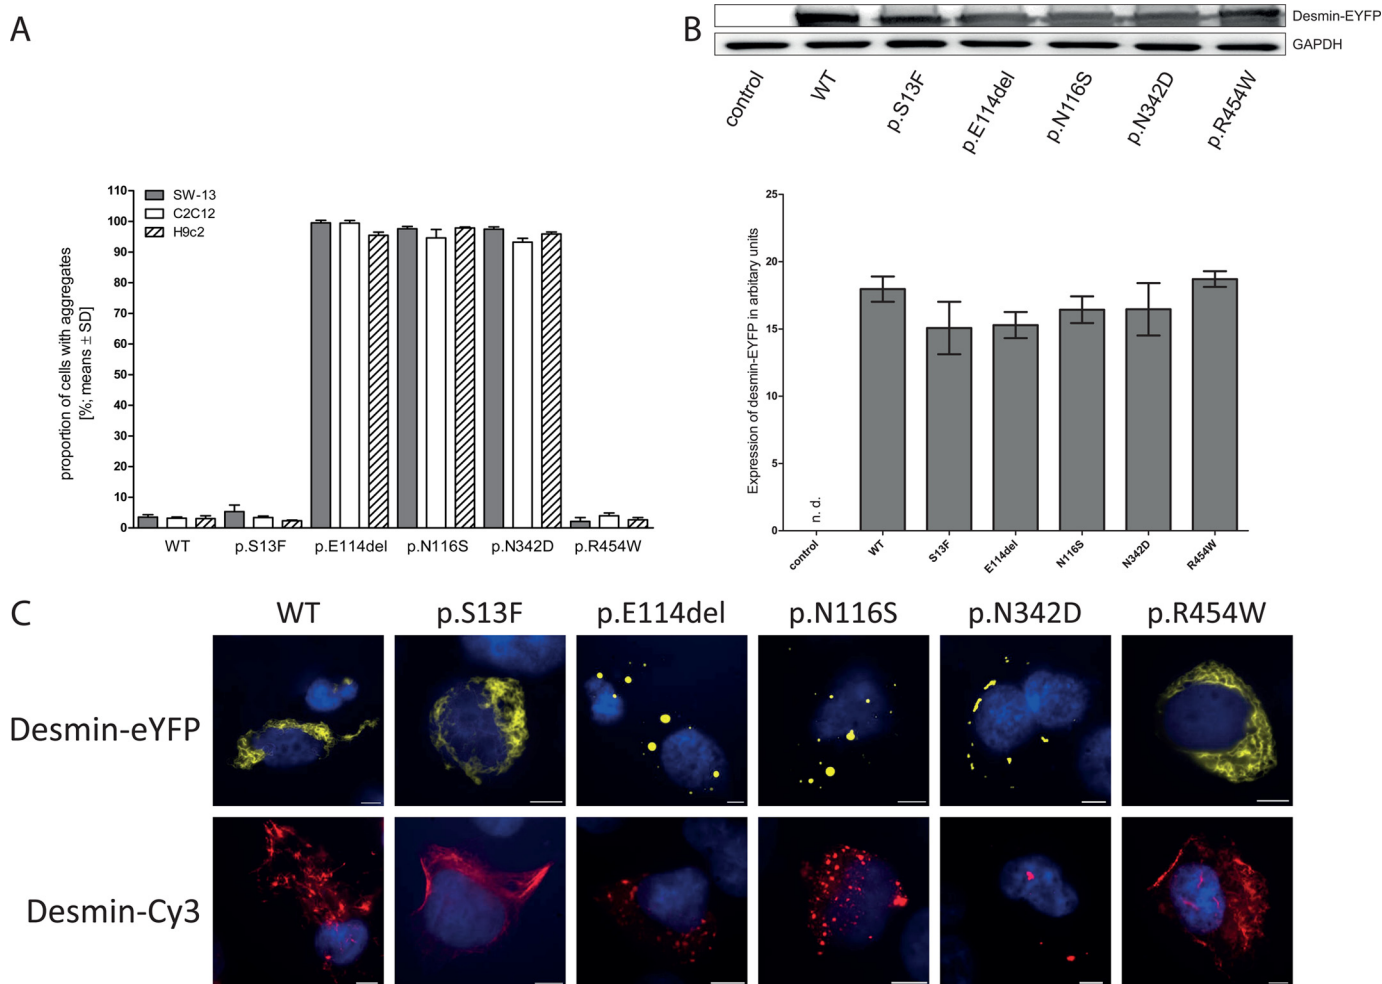 A
B
Desmin-EYFP
GAPDH
control
WT
p.S13F
p.E114del
p.N116S
p.N342D
p.R454W
proportion of cells with aggregates
[%; means ± SD]
110
100
90
80
70
60
50
40
30
20
10
0
SW-13
C2C12
H9c2
WT
p.S13F
p.E114del
p.N116S
p.N342D
p.R454W
Expression of desmin-EYFP in arbitary units
25
20
15
10
5
0
n. d.
control
WT
S13F
E114del
N116S
N342D
R454W
C
WT
p.S13F
p.E114del
p.N116S
p.N342D
p.R454W
Desmin-eYFP
Desmin-Cy3